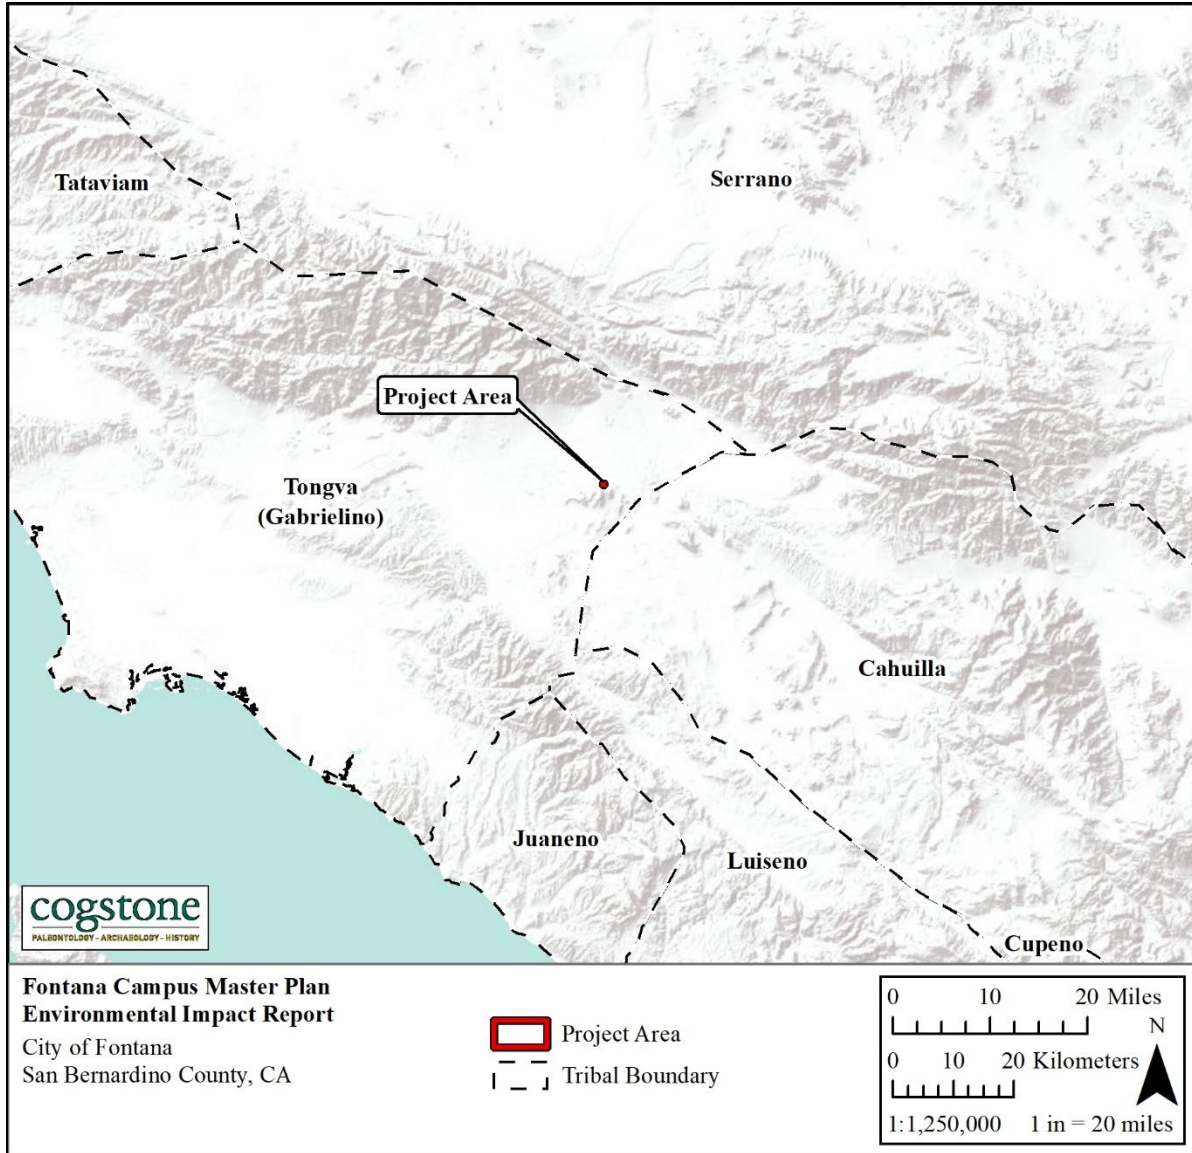 Tataviam
Serrano
Project Area
Tongva
(Gabrielino)
Cahuilla
Juaneno
Luiseno
Cupeno
cogstone
PALEONTOLOGY - ARCHAEOLOGY - HISTORY
Fontana Campus Master Plan
Environmental Impact Report
City of Fontana
San Bernardino County, CA
Project Area
Tribal Boundary
0 10 20 Miles
N
0 10 20 Kilometers
1:1,250,000 1 in = 20 miles